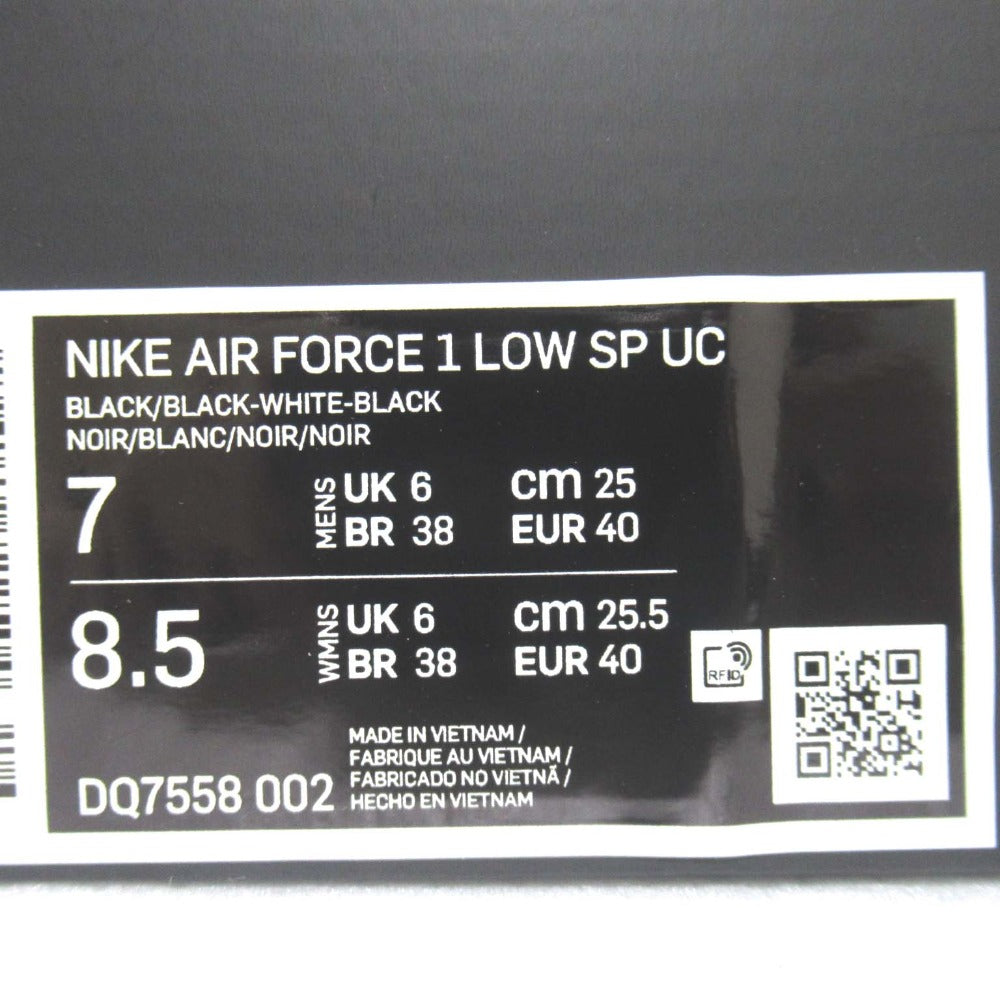 NIKE AIR FORCE 1 LOW SP UC
BLACK/BLACK-WHITE-BLACK
NOIR/BLANC/NOIR/NOIR
7 MENS UK 6 cm 25
BR 38 EUR 40
8.5 WMNS UK 6 cm 25.5
BR 38 EUR 40
RFID
MADE IN VIETNAM /
FABRIQUE AU VIETNAM /
FABRICADO NO VIETNÃ /
DQ7558 002 HECHO EN VIETNAM